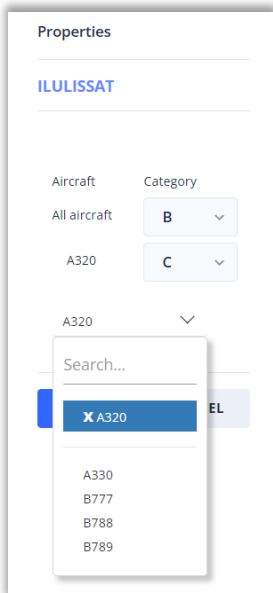 Properties
ILULISSAT
Aircraft Category
All aircraft B
A320 C
A320
Search...
X A320
EL
A330
B777
B788
B789